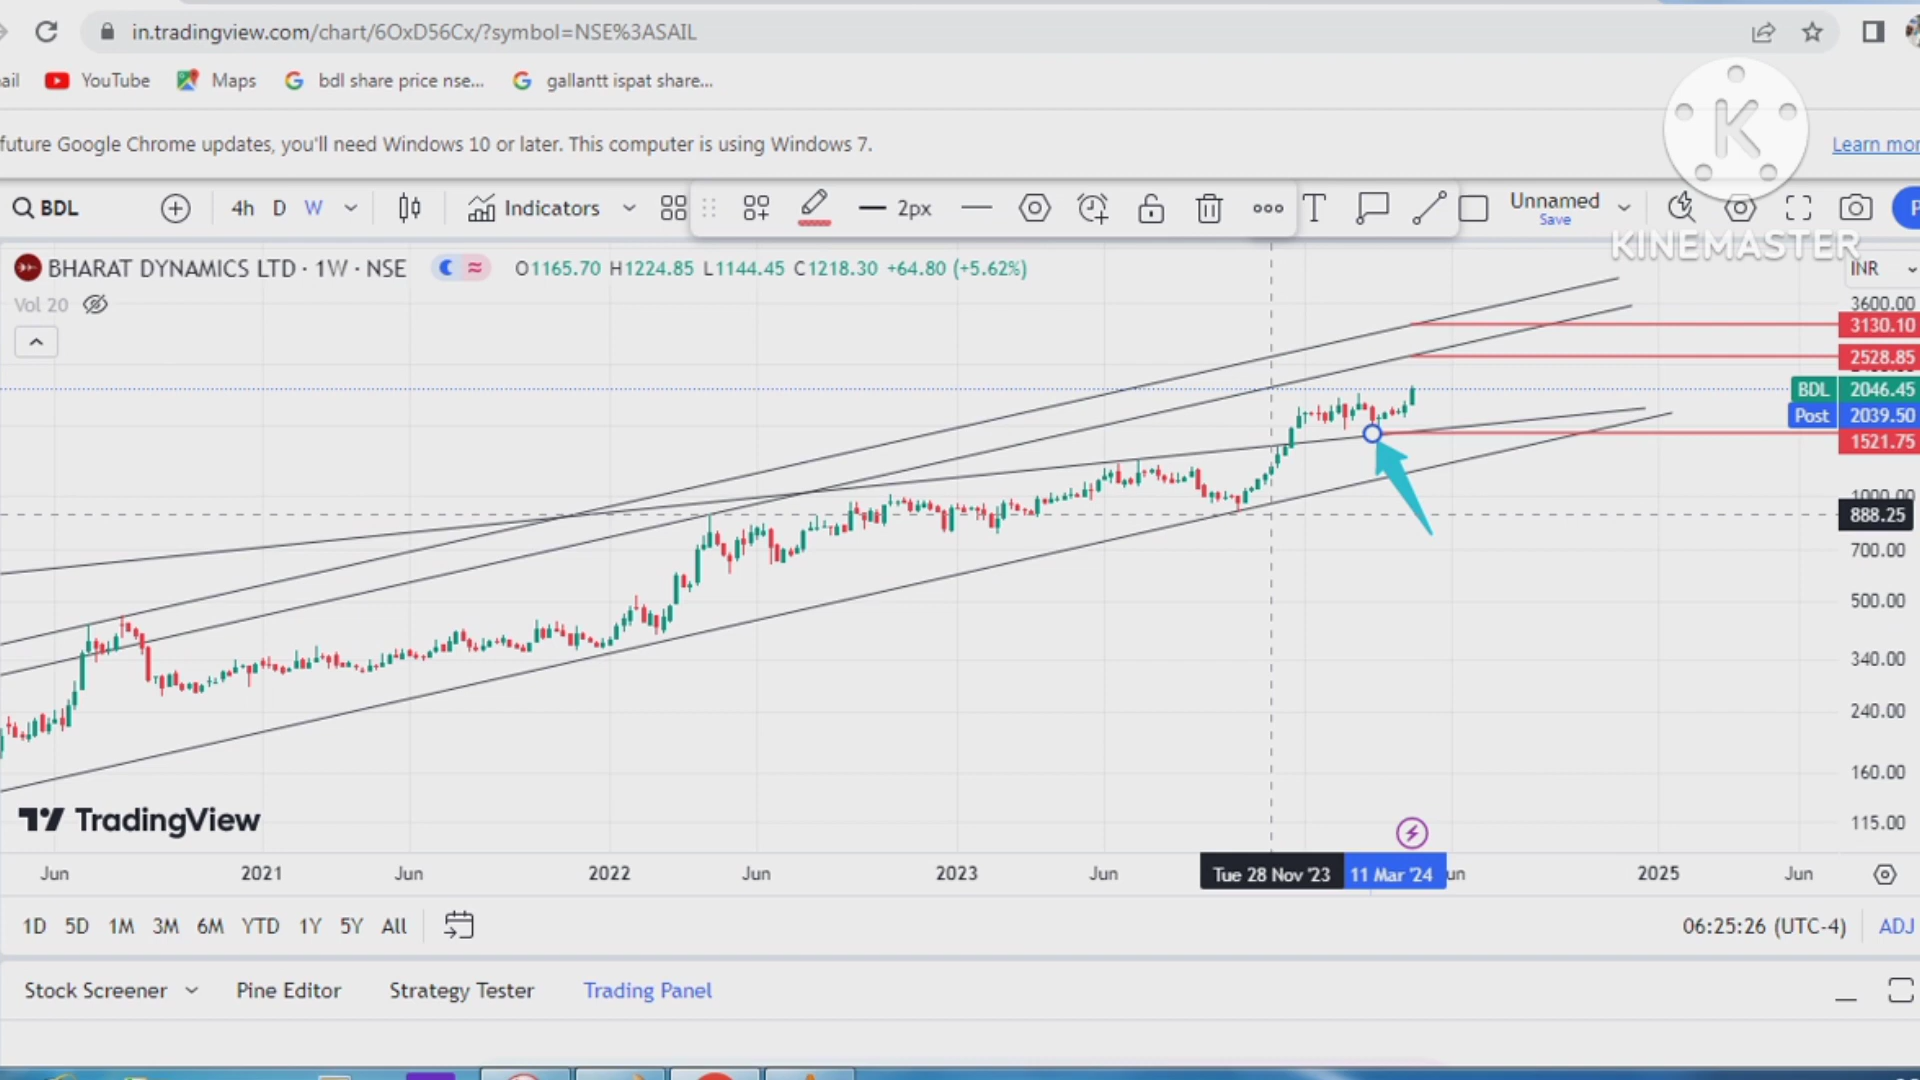 in.tradingview.com/chart/6OxD56Cx/?symbol=NSE%3ASAIL
ail YouTube Maps bdl share price nse... gallantt ispat share...
future Google Chrome updates, you'll need Windows 10 or later. This computer is using Windows 7. Learn mor
K
KINEMASTER
BDL 4h D W Indicators 2px T Unnamed
Save
P
BHARAT DYNAMICS LTD · 1W · NSE O1165.70 H1224.85 L1144.45 C1218.30 +64.80 (+5.62%) INR
Vol 20
3600.00
3130.10
2528.85
BDL 2046.45
Post 2039.50
1521.75
1000.00
888.25
700.00
500.00
340.00
240.00
160.00
115.00
TradingView
Jun 2021 Jun 2022 Jun 2023 Jun Tue 28 Nov '23 11 Mar '24 un 2025 Jun
1D 5D 1M 3M 6M YTD 1Y 5Y All 06:25:26 (UTC-4) ADJ
Stock Screener Pine Editor Strategy Tester Trading Panel